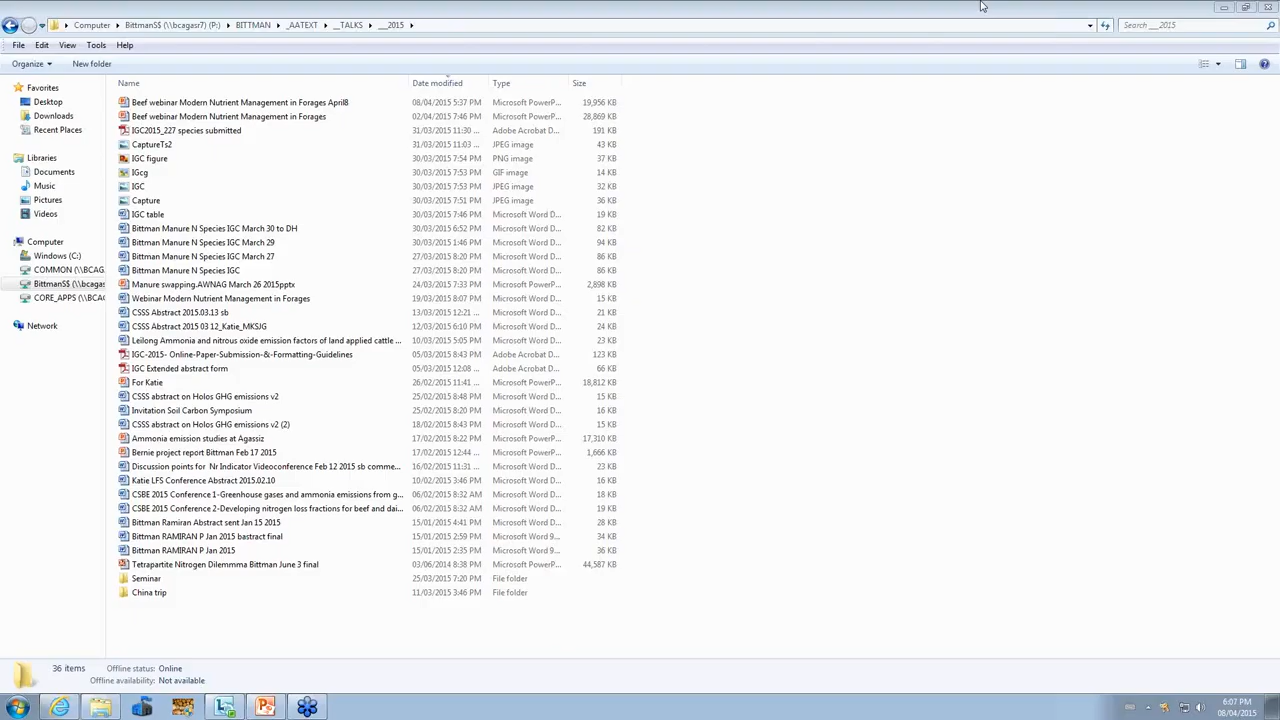 Computer ▸ BittmanS$ (\\bcagasr7) (P:) ▸ BITTMAN ▸ _AATEXT ▸ __TALKS ▸ ___2015 ▸ Search ___2015
File Edit View Tools Help
Organize New folder
Name Date modified Type Size
Favorites
Desktop
Downloads
Recent Places
Libraries
Documents
Music
Pictures
Videos
Computer
Windows (C:)
COMMON (\\BCAG
BittmanS$ (\\bcagas
CORE_APPS (\\BCA
Network
Beef webinar Modern Nutrient Management in Forages April8 08/04/2015 5:37 PM Microsoft PowerP... 19,956 KB
Beef webinar Modern Nutrient Management in Forages 02/04/2015 7:46 PM Microsoft PowerP... 28,869 KB
IGC2015_227 species submitted 31/03/2015 11:30 ... Adobe Acrobat D... 191 KB
CaptureTs2 31/03/2015 11:03 ... JPEG image 43 KB
IGC figure 30/03/2015 7:54 PM PNG image 37 KB
IGcg 30/03/2015 7:53 PM GIF image 14 KB
IGC 30/03/2015 7:53 PM JPEG image 32 KB
Capture 30/03/2015 7:51 PM JPEG image 36 KB
IGC table 30/03/2015 7:46 PM Microsoft Word D... 19 KB
Bittman Manure N Species IGC March 30 to DH 30/03/2015 6:52 PM Microsoft Word D... 82 KB
Bittman Manure N Species IGC March 29 30/03/2015 1:46 PM Microsoft Word D... 94 KB
Bittman Manure N Species IGC March 27 27/03/2015 8:20 PM Microsoft Word D... 86 KB
Bittman Manure N Species IGC 27/03/2015 8:20 PM Microsoft Word D... 86 KB
Manure swapping.AWNAG March 26 2015pptx 24/03/2015 7:33 PM Microsoft PowerP... 2,898 KB
Webinar Modern Nutrient Management in Forages 19/03/2015 8:07 PM Microsoft Word D... 15 KB
CSSS Abstract 2015.03.13 sb 13/03/2015 12:21 ... Microsoft Word D... 21 KB
CSSS Abstract 2015 03 12_Katie_MKSJG 12/03/2015 6:10 PM Microsoft Word D... 24 KB
Leilong Ammonia and nitrous oxide emission factors of land applied cattle ... 10/03/2015 5:05 PM Microsoft Word D... 23 KB
IGC-2015- Online-Paper-Submission-&-Formatting-Guidelines 05/03/2015 8:43 PM Adobe Acrobat D... 123 KB
IGC Extended abstract form 05/03/2015 12:08 ... Adobe Acrobat D... 66 KB
For Katie 26/02/2015 11:41 ... Microsoft PowerP... 18,812 KB
CSSS abstract on Holos GHG emissions v2 25/02/2015 8:48 PM Microsoft Word D... 15 KB
Invitation Soil Carbon Symposium 25/02/2015 8:20 PM Microsoft Word D... 16 KB
CSSS abstract on Holos GHG emissions v2 (2) 18/02/2015 8:43 PM Microsoft Word D... 15 KB
Ammonia emission studies at Agassiz 17/02/2015 8:22 PM Microsoft PowerP... 17,310 KB
Bernie project report Bittman Feb 17 2015 17/02/2015 12:44 ... Microsoft PowerP... 1,666 KB
Discussion points for Nr Indicator Videoconference Feb 12 2015 sb comme... 16/02/2015 11:31 ... Microsoft Word D... 23 KB
Katie LFS Conference Abstract 2015.02.10 10/02/2015 3:46 PM Microsoft Word D... 16 KB
CSBE 2015 Conference 1-Greenhouse gases and ammonia emissions from g... 06/02/2015 8:32 AM Microsoft Word D... 18 KB
CSBE 2015 Conference 2-Developing nitrogen loss fractions for beef and dai... 06/02/2015 8:32 AM Microsoft Word D... 19 KB
Bittman Ramiran Abstract sent Jan 15 2015 15/01/2015 4:41 PM Microsoft Word D... 28 KB
Bittman RAMIRAN P Jan 2015 bastract final 15/01/2015 2:59 PM Microsoft Word 9... 34 KB
Bittman RAMIRAN P Jan 2015 15/01/2015 2:35 PM Microsoft Word 9... 36 KB
Tetrapartite Nitrogen Dilemmma Bittman June 3 final 03/06/2014 8:38 PM Microsoft PowerP... 44,587 KB
Seminar 25/03/2015 7:20 PM File folder
China trip 11/03/2015 3:46 PM File folder
36 items Offline status: Online
Offline availability: Not available
6:07 PM
08/04/2015